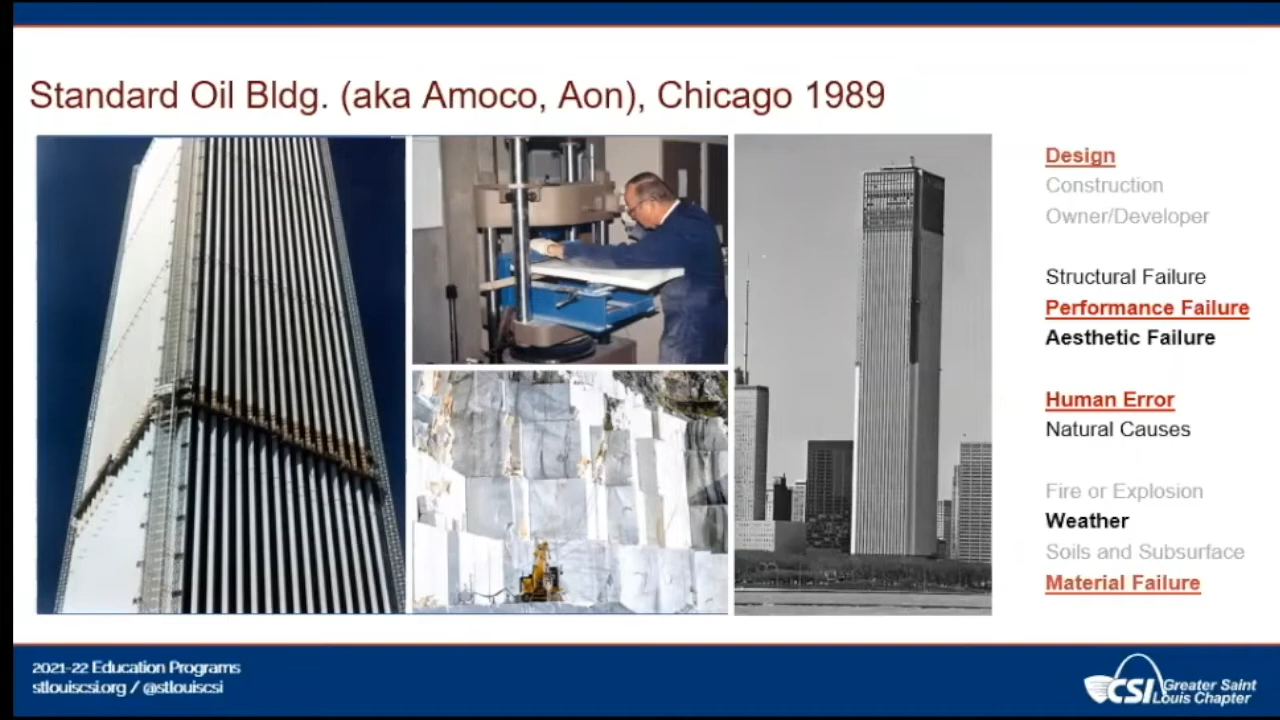 Standard Oil Bldg. (aka Amoco, Aon), Chicago 1989
Design
Construction
Owner/Developer
Structural Failure
Performance Failure
Aesthetic Failure
Human Error
Natural Causes
Fire or Explosion
Weather
Soils and Subsurface
Material Failure
2021-22 Education Programs
stlouiscsi.org / @stlouiscsi
CSI Greater Saint
Louis Chapter